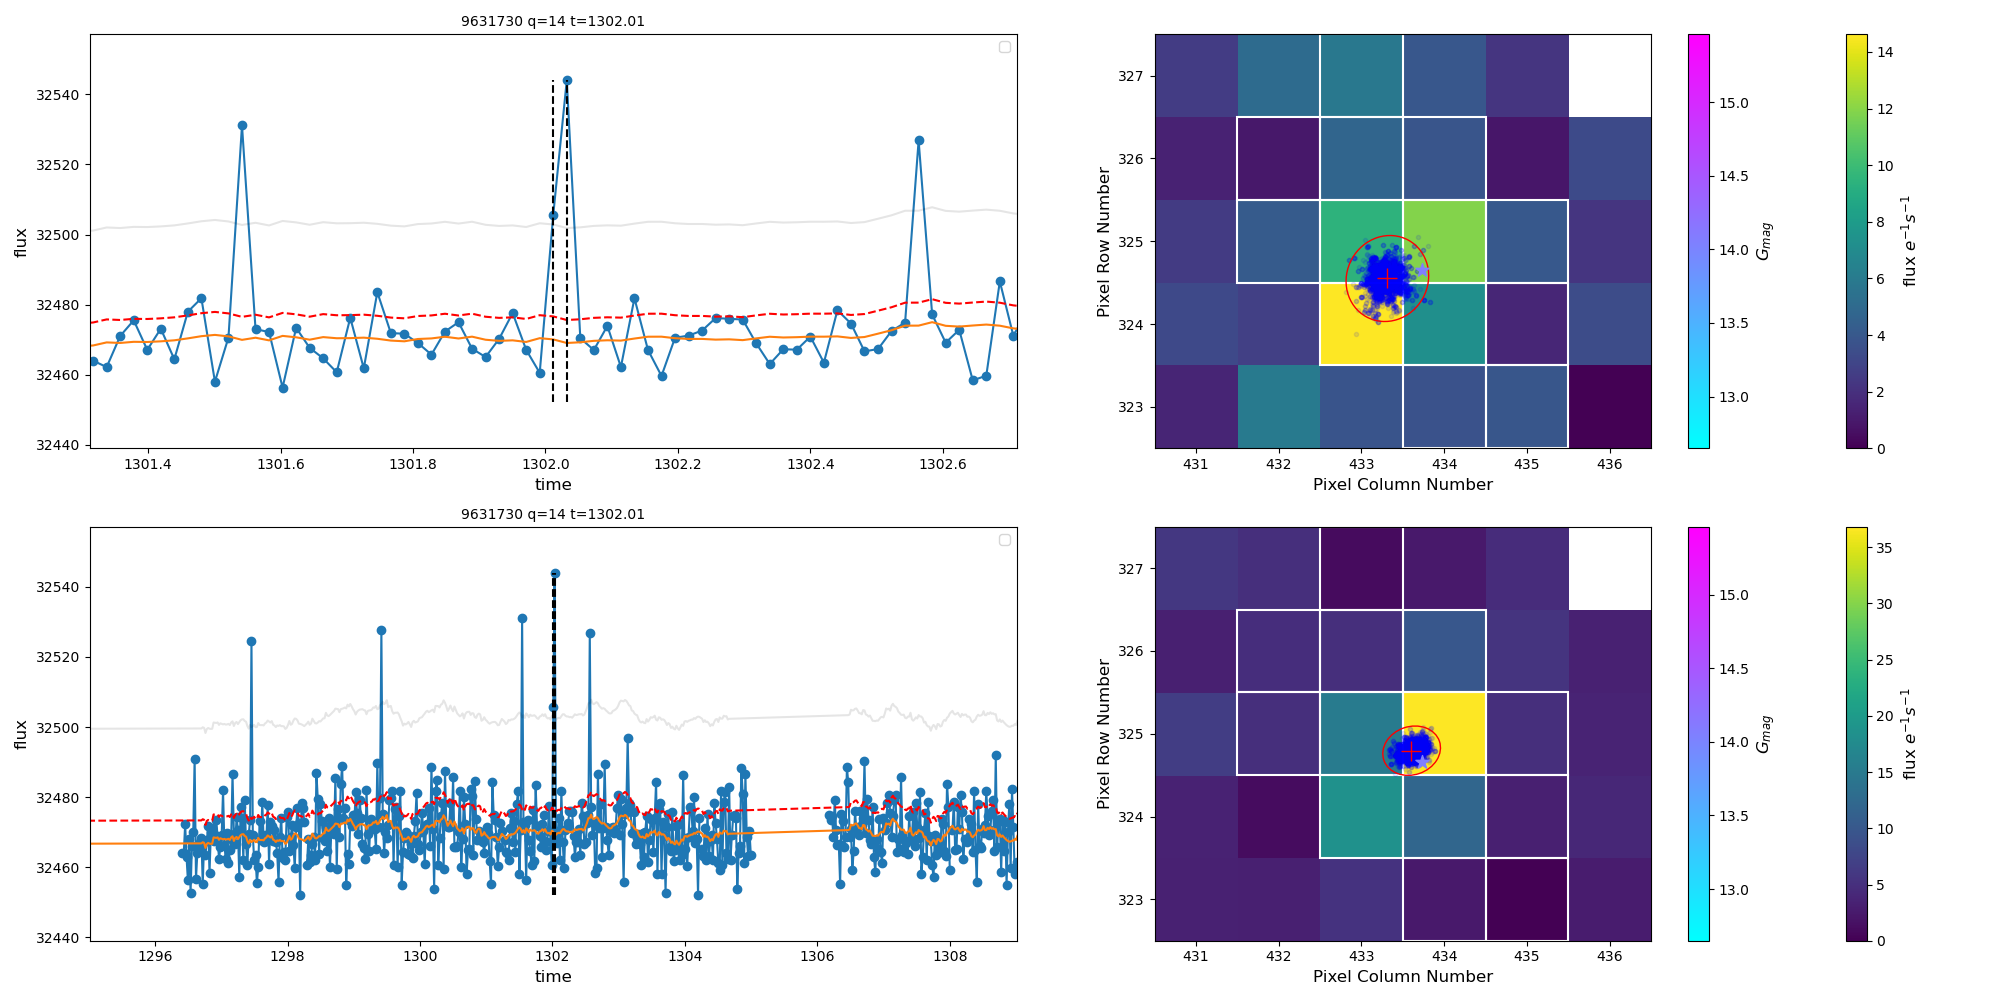 9631730 q=14 t=1302.01
flux
32540
32520
32500
32480
32460
32440
1301.4 1301.6 1301.8 1302.0 1302.2 1302.4 1302.6
time
Pixel Row Number
327
326
325
324
323
431 432 433 434 435 436
Pixel Column Number
15.0
14.5
14.0
13.5
13.0
G_mag
14
12
10
8
6
4
2
0
flux e⁻¹s⁻¹
9631730 q=14 t=1302.01
flux
32540
32520
32500
32480
32460
32440
1296 1298 1300 1302 1304 1306 1308
time
Pixel Row Number
327
326
325
324
323
431 432 433 434 435 436
Pixel Column Number
15.0
14.5
14.0
13.5
13.0
G_mag
35
30
25
20
15
10
5
0
flux e⁻¹s⁻¹